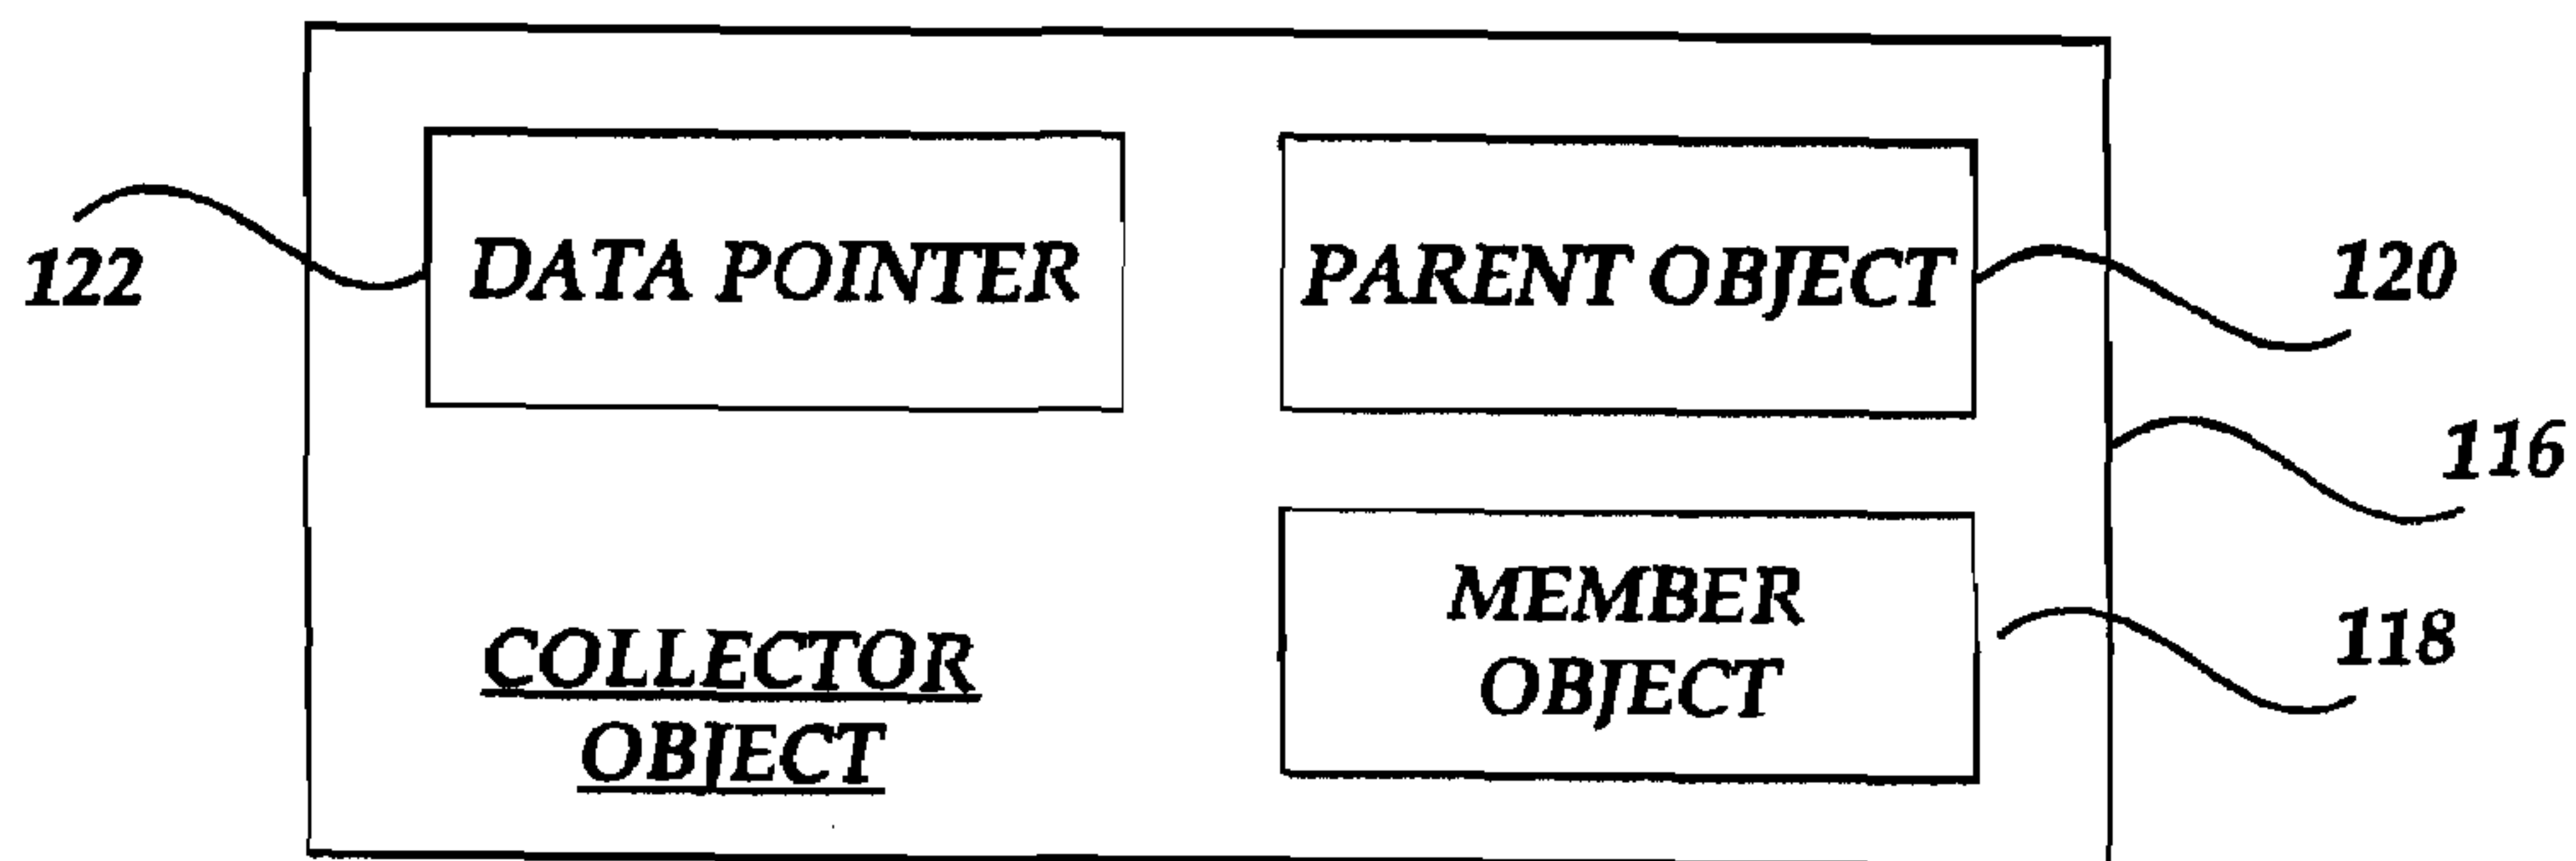 DATA POINTER
PARENT OBJECT
122
120
116
MEMBER
OBJECT
118
COLLECTOR
OBJECT